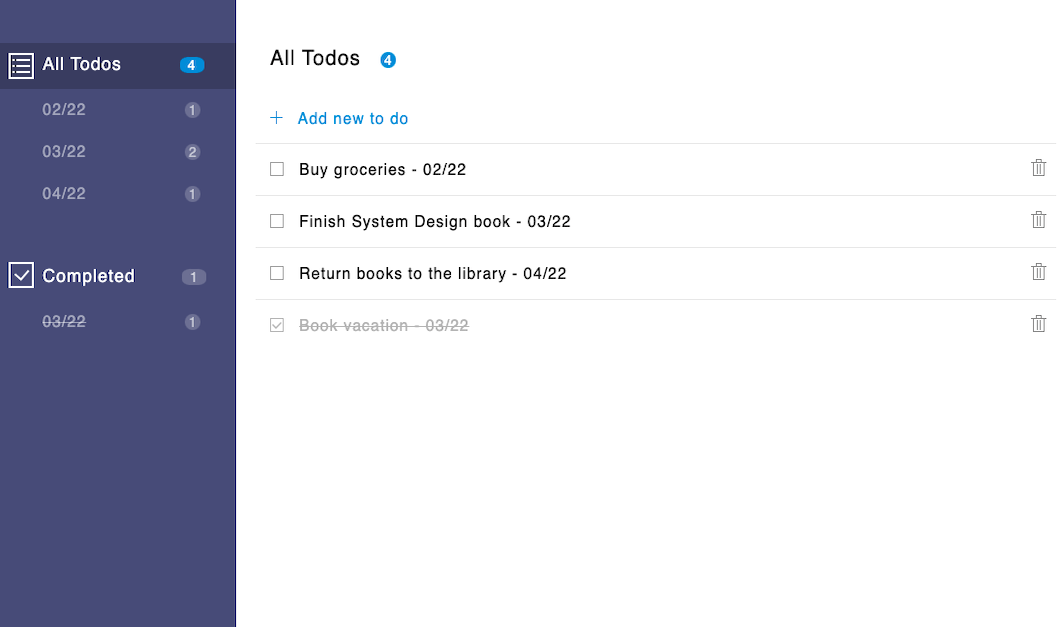 All Todos 4
02/22 1
03/22 2
04/22 1
Completed 1
03/22 1
All Todos 4
+ Add new to do
Buy groceries - 02/22
Finish System Design book - 03/22
Return books to the library - 04/22
Book vacation - 03/22